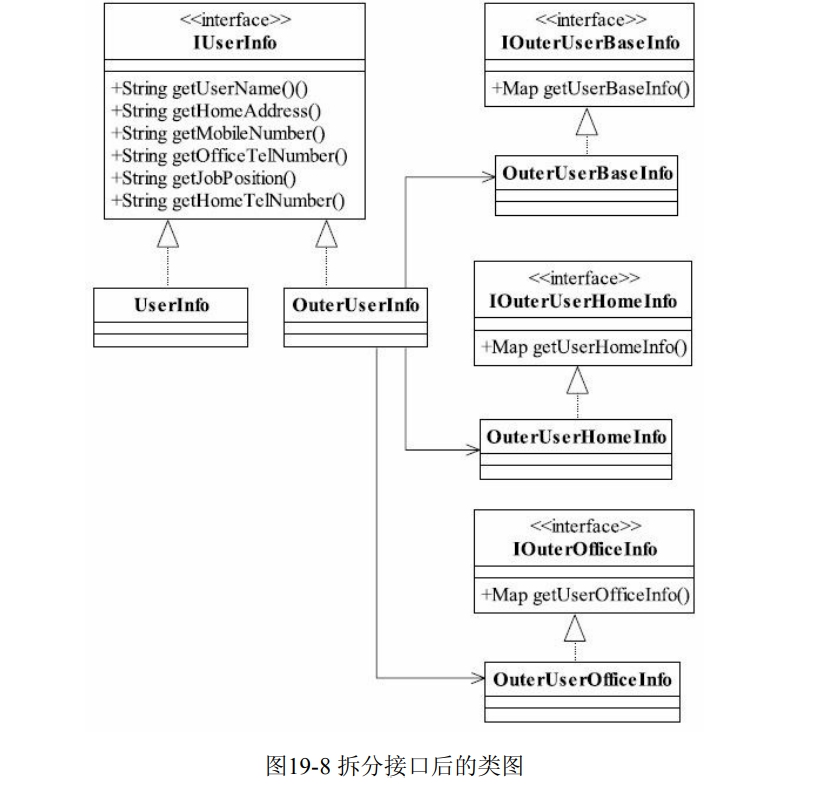 <<interface>>
IUserInfo
+String getUserName()()
+String getHomeAddress()
+String getMobileNumber()
+String getOfficeTelNumber()
+String getJobPosition()
+String getHomeTelNumber()
UserInfo
OuterUserInfo
<<interface>>
IOuterUserBaseInfo
+Map getUserBaseInfo()
OuterUserBaseInfo
<<interface>>
IOuterUserHomeInfo
+Map getUserHomeInfo()
OuterUserHomeInfo
<<interface>>
IOuterOfficeInfo
+Map getUserOfficeInfo()
OuterUserOfficeInfo
图19-8 拆分接口后的类图